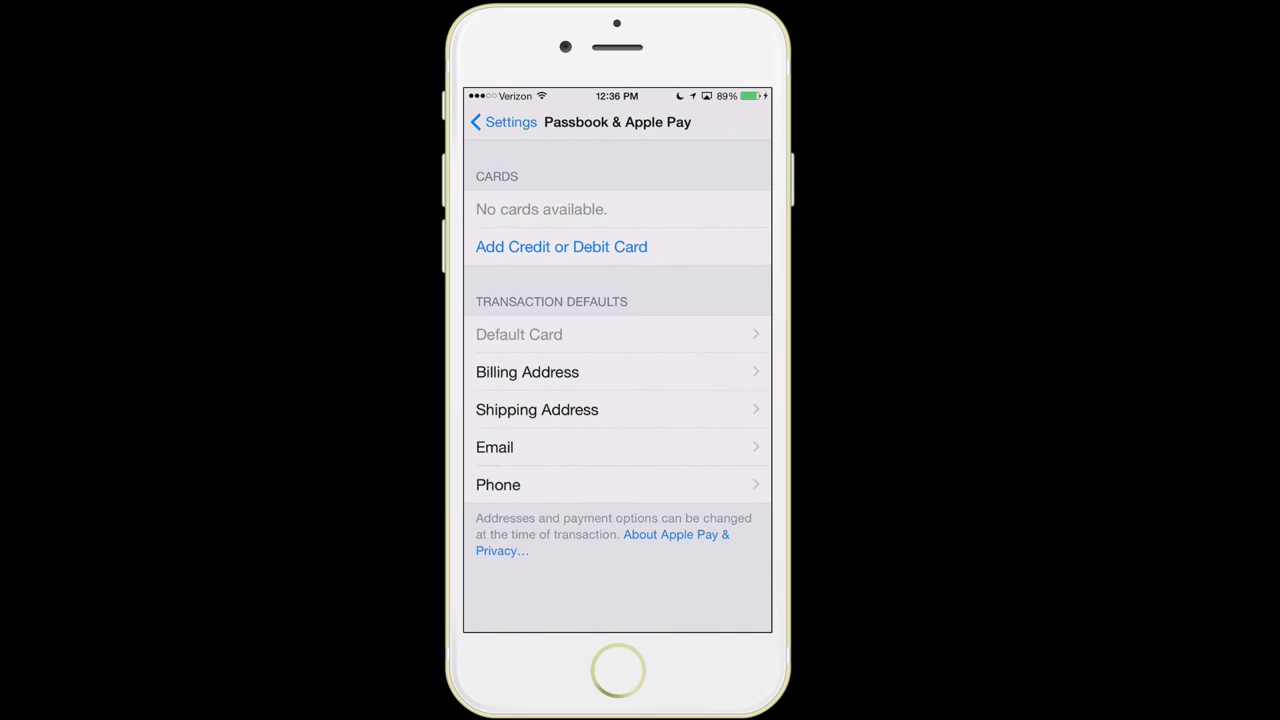 Verizon 12:36 PM 89%
Settings Passbook & Apple Pay
CARDS
No cards available.
Add Credit or Debit Card
TRANSACTION DEFAULTS
Default Card
Billing Address
Shipping Address
Email
Phone
Addresses and payment options can be changed
at the time of transaction. About Apple Pay &
Privacy…